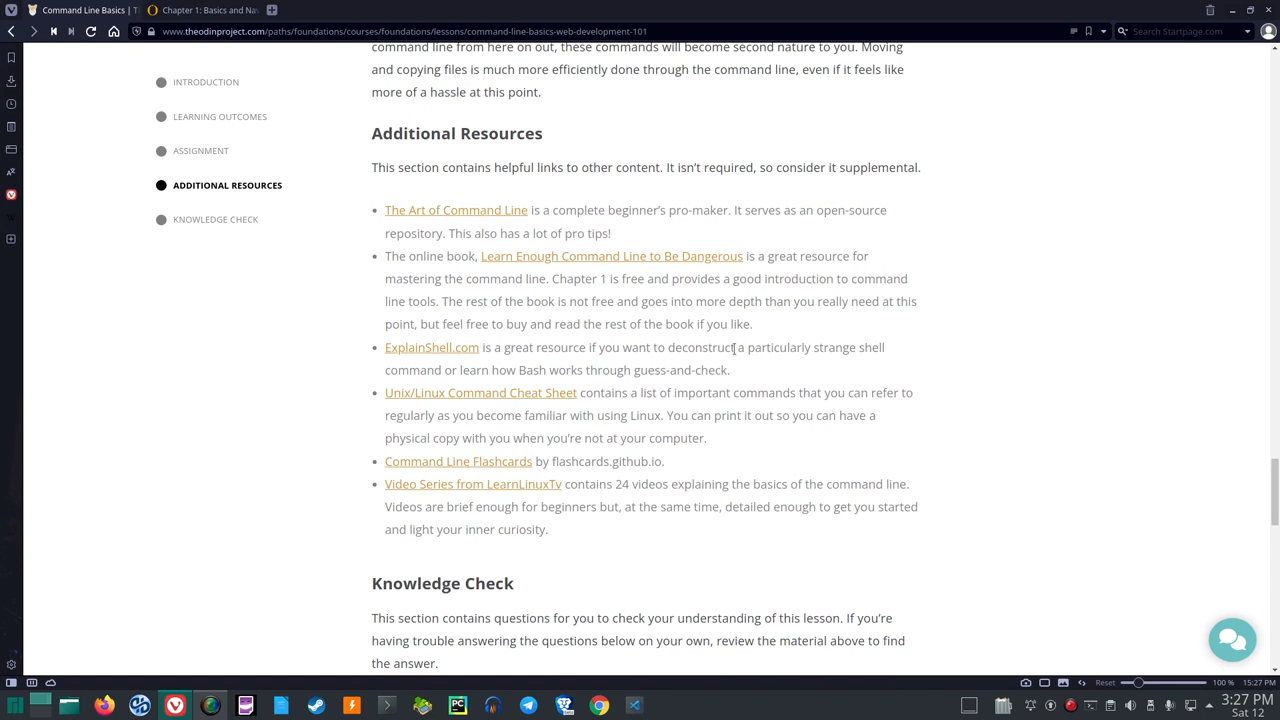 Command Line Basics | T
Chapter 1: Basics and Nav
www.theodinproject.com/paths/foundations/courses/foundations/lessons/command-line-basics-web-development-101
Search Startpage.com
INTRODUCTION
LEARNING OUTCOMES
ASSIGNMENT
ADDITIONAL RESOURCES
KNOWLEDGE CHECK
command line from here on out, these commands will become second nature to you. Moving
and copying files is much more efficiently done through the command line, even if it feels like
more of a hassle at this point.
Additional Resources
This section contains helpful links to other content. It isn’t required, so consider it supplemental.
The Art of Command Line is a complete beginner’s pro-maker. It serves as an open-source
repository. This also has a lot of pro tips!
The online book, Learn Enough Command Line to Be Dangerous is a great resource for
mastering the command line. Chapter 1 is free and provides a good introduction to command
line tools. The rest of the book is not free and goes into more depth than you really need at this
point, but feel free to buy and read the rest of the book if you like.
ExplainShell.com is a great resource if you want to deconstruct a particularly strange shell
command or learn how Bash works through guess-and-check.
Unix/Linux Command Cheat Sheet contains a list of important commands that you can refer to
regularly as you become familiar with using Linux. You can print it out so you can have a
physical copy with you when you’re not at your computer.
Command Line Flashcards by flashcards.github.io.
Video Series from LearnLinuxTv contains 24 videos explaining the basics of the command line.
Videos are brief enough for beginners but, at the same time, detailed enough to get you started
and light your inner curiosity.
Knowledge Check
This section contains questions for you to check your understanding of this lesson. If you’re
having trouble answering the questions below on your own, review the material above to find
the answer.
Reset
100 %
15:27 PM
3:27 PM
Sat 12